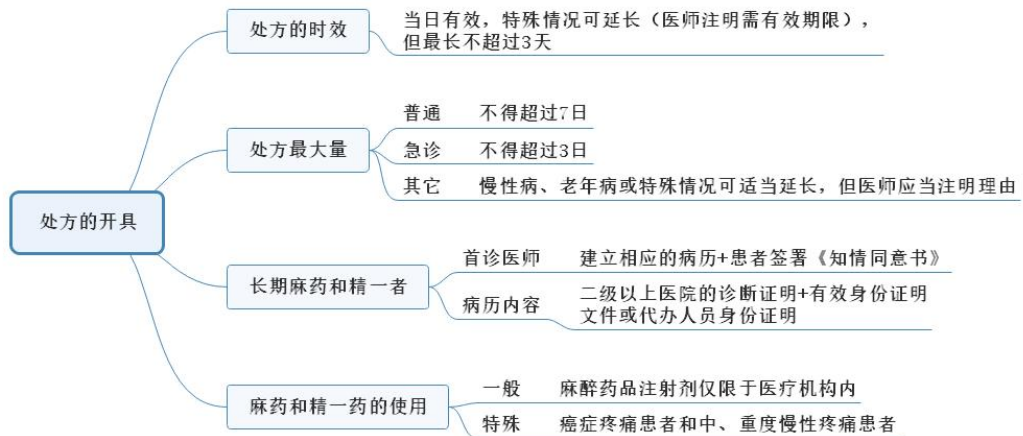 处方的开具
处方的时效
当日有效，特殊情况可延长（医师注明需有效期限），
但最长不超过3天
处方最大量
普通 不得超过7日
急诊 不得超过3日
其它 慢性病、老年病或特殊情况可适当延长，但医师应当注明理由
长期麻药和精一者
首诊医师 建立相应的病历+患者签署《知情同意书》
病历内容 二级以上医院的诊断证明+有效身份证明
文件或代办人员身份证明
麻药和精一药的使用
一般 麻醉药品注射剂仅限于医疗机构内
特殊 癌症疼痛患者和中、重度慢性疼痛患者